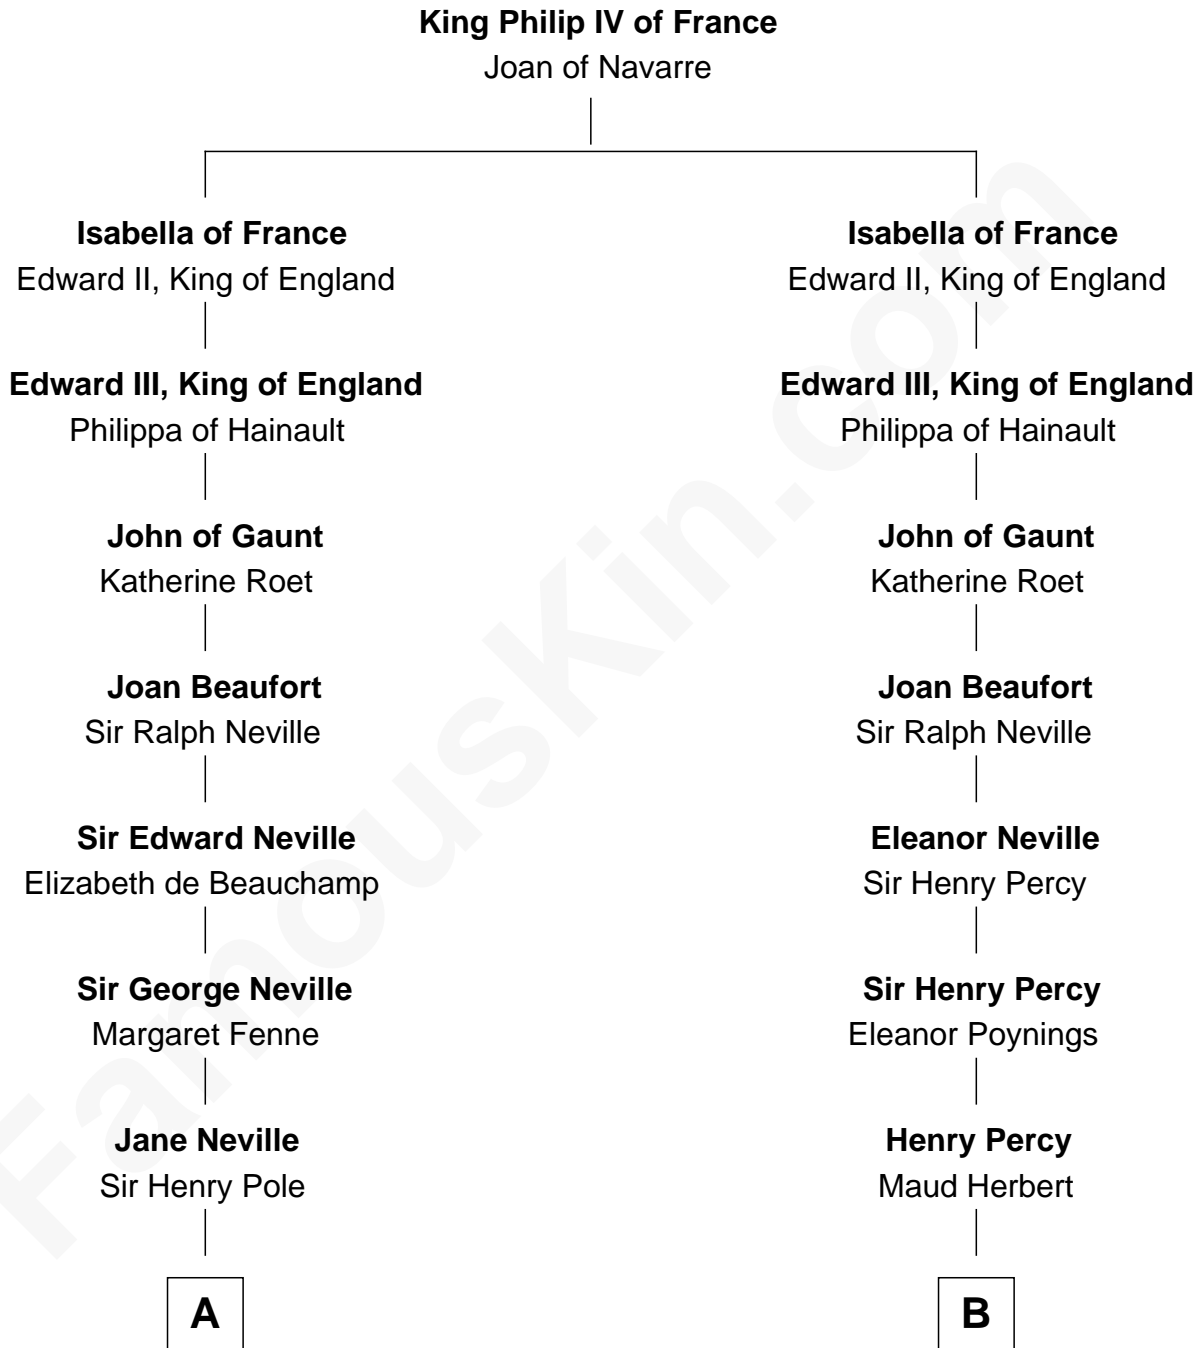 King Philip IV of France
Joan of Navarre
Isabella of France
Edward II, King of England
Isabella of France
Edward II, King of England
Edward III, King of England
Philippa of Hainault
Edward III, King of England
Philippa of Hainault
John of Gaunt
Katherine Roet
John of Gaunt
Katherine Roet
Joan Beaufort
Sir Ralph Neville
Joan Beaufort
Sir Ralph Neville
Sir Edward Neville
Elizabeth de Beauchamp
Eleanor Neville
Sir Henry Percy
Sir George Neville
Margaret Fenne
Sir Henry Percy
Eleanor Poynings
Jane Neville
Sir Henry Pole
Henry Percy
Maud Herbert
A
B
FamousKin.com